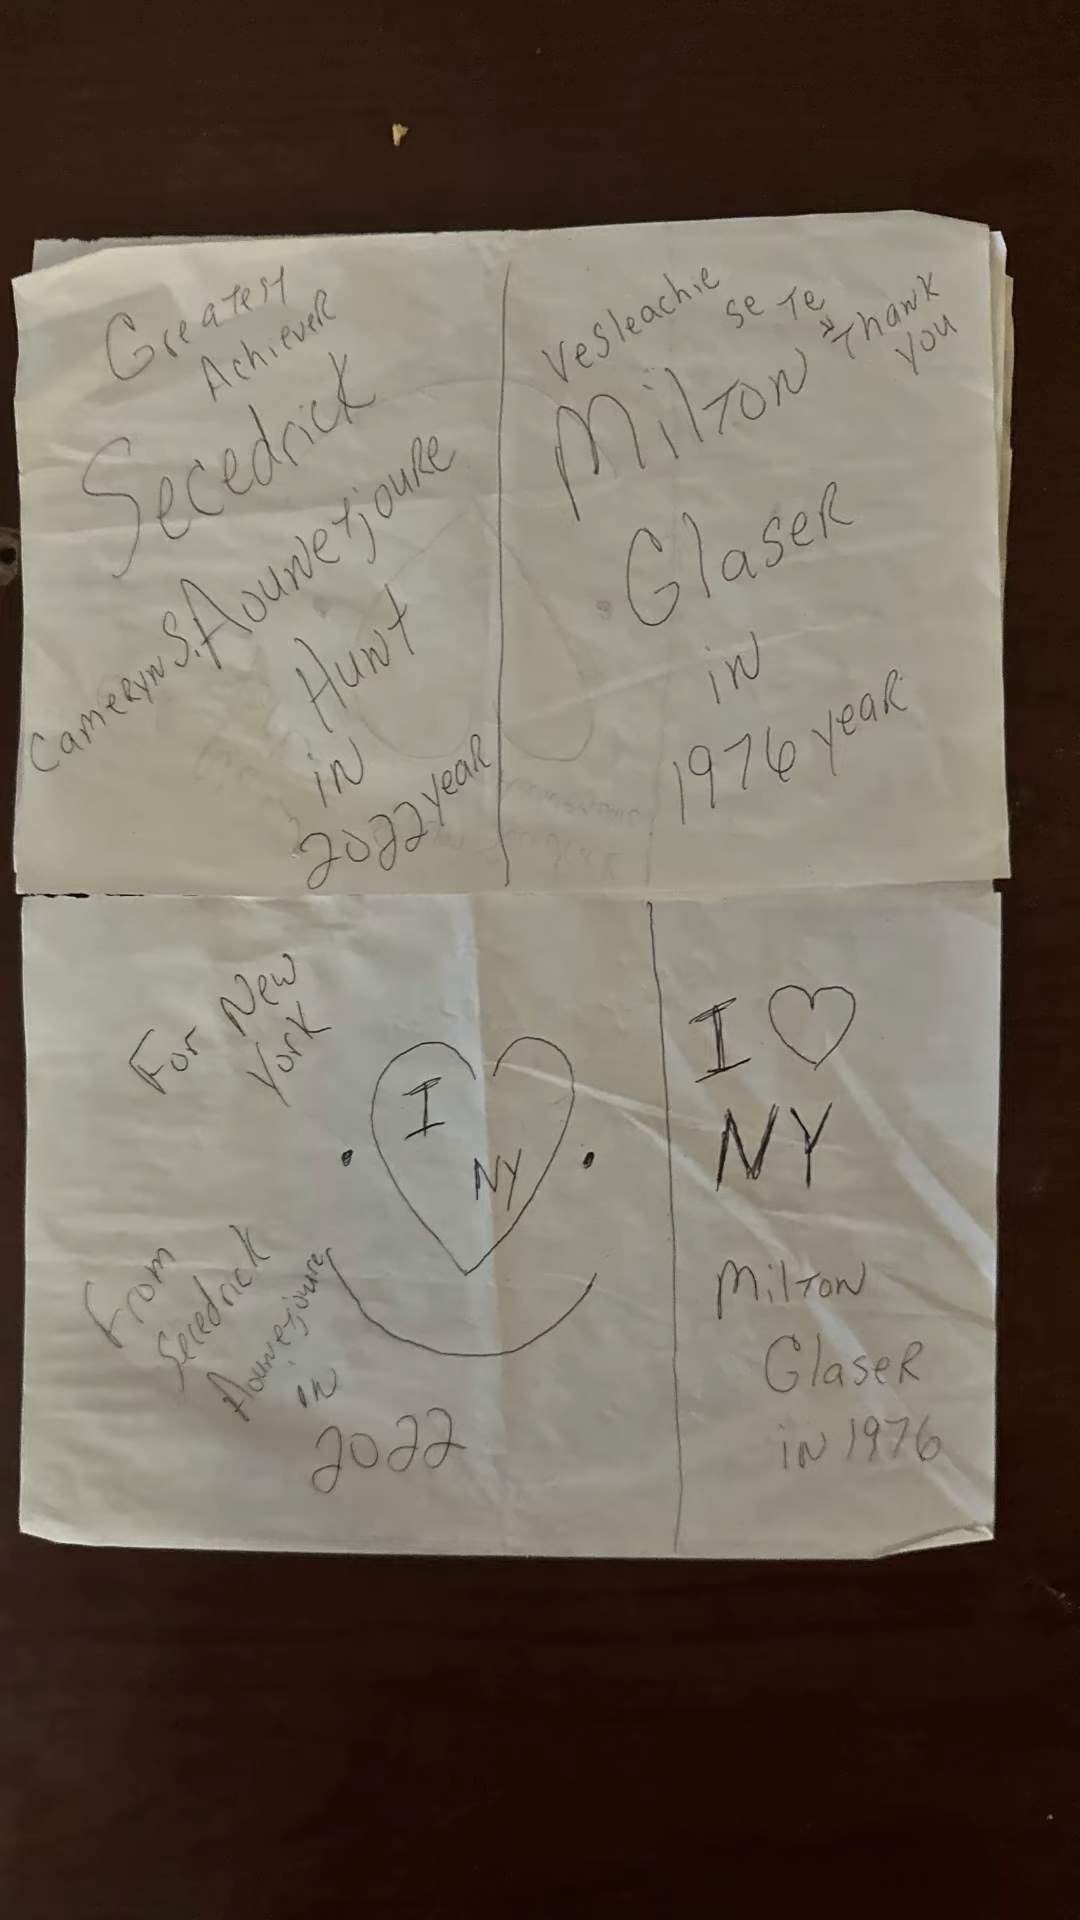 Greatest
Achiever
Secedrick
Cameryn S. Aounetjoure
Hunt
in
2022 year
Vesleachie
se Te
Thank
you
Milton
Glaser
in
1976 year
For New
York
I
NY
From
Secedrick
Aounetjoure
in
2022
I ♡
NY
Milton
Glaser
in 1976